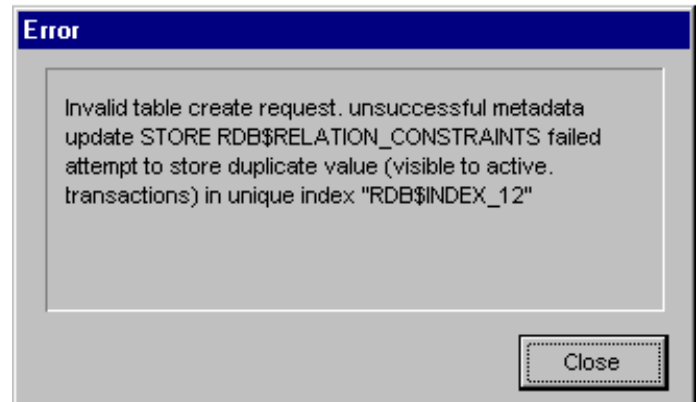 Error
Invalid table create request. unsuccessful metadata
update STORE RDB$RELATION_CONSTRAINTS failed
attempt to store duplicate value (visible to active.
transactions) in unique index "RDB$INDEX_12"
Close